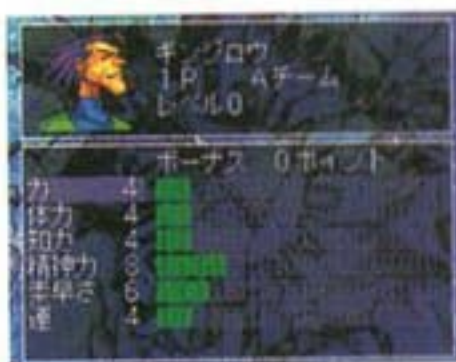 ギンジロウ
1P Aチーム
レベル0
ボーナス 0ポイント
力 4
体力 4
知力 4
精神力 8
素早さ 6
運 4